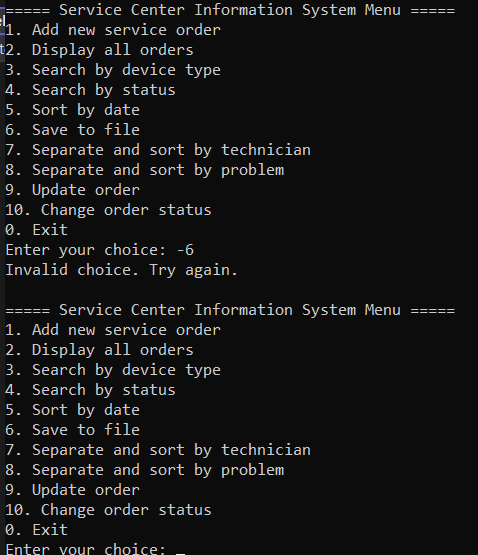 ===== Service Center Information System Menu =====
1. Add new service order
2. Display all orders
3. Search by device type
4. Search by status
5. Sort by date
6. Save to file
7. Separate and sort by technician
8. Separate and sort by problem
9. Update order
10. Change order status
0. Exit
Enter your choice: -6
Invalid choice. Try again.

===== Service Center Information System Menu =====
1. Add new service order
2. Display all orders
3. Search by device type
4. Search by status
5. Sort by date
6. Save to file
7. Separate and sort by technician
8. Separate and sort by problem
9. Update order
10. Change order status
0. Exit
Enter your choice: _